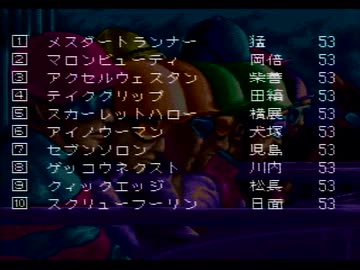 1 メスダートランナー 猛 53
2 マロンビューティ 岡倍 53
3 アクセルウェスタン 柴善 53
4 テイククリップ 田縞 53
5 スカーレットハロー 横展 53
6 アイノウーマン 犬塚 53
7 セブンソロン 児島 53
8 ゲッコウネクスト 川内 53
9 クィックエッジ 松具 53
10 スクリューフーリン 日面 53